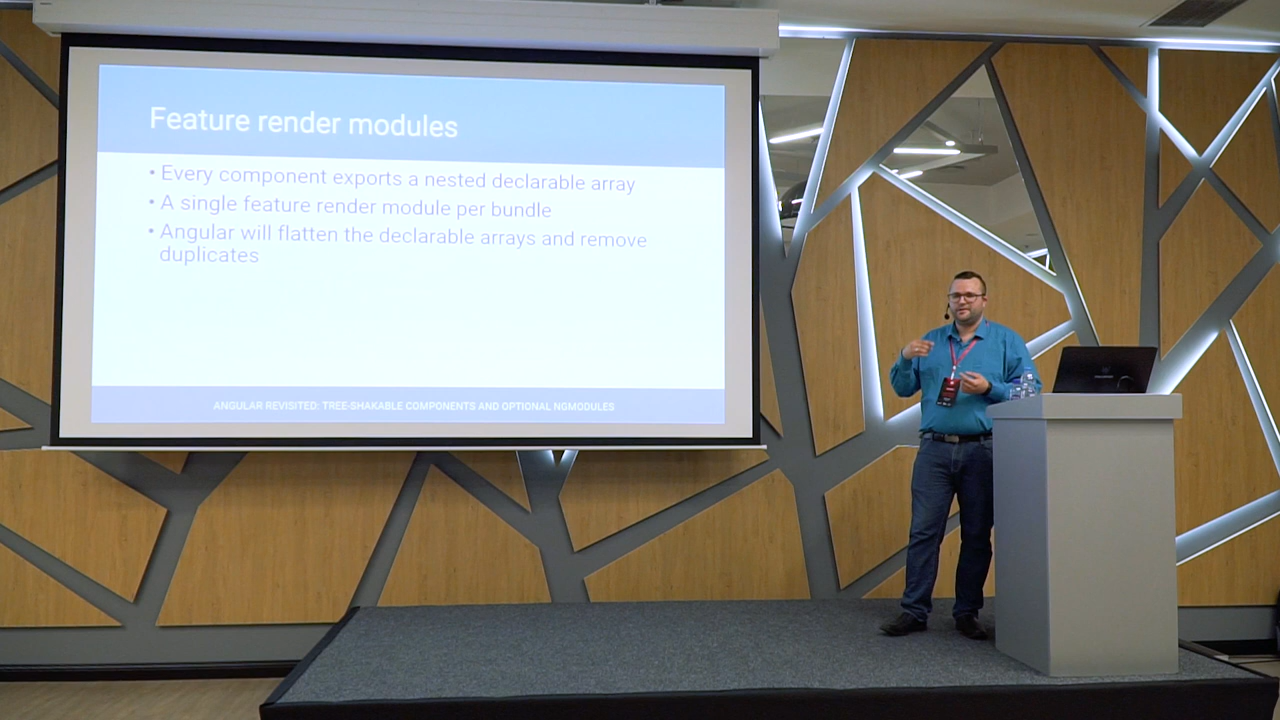 Feature render modules
• Every component exports a nested declarable array
• A single feature render module per bundle
• Angular will flatten the declarable arrays and remove
duplicates
ANGULAR REVISITED: TREE-SHAKABLE COMPONENTS AND OPTIONAL NGMODULES